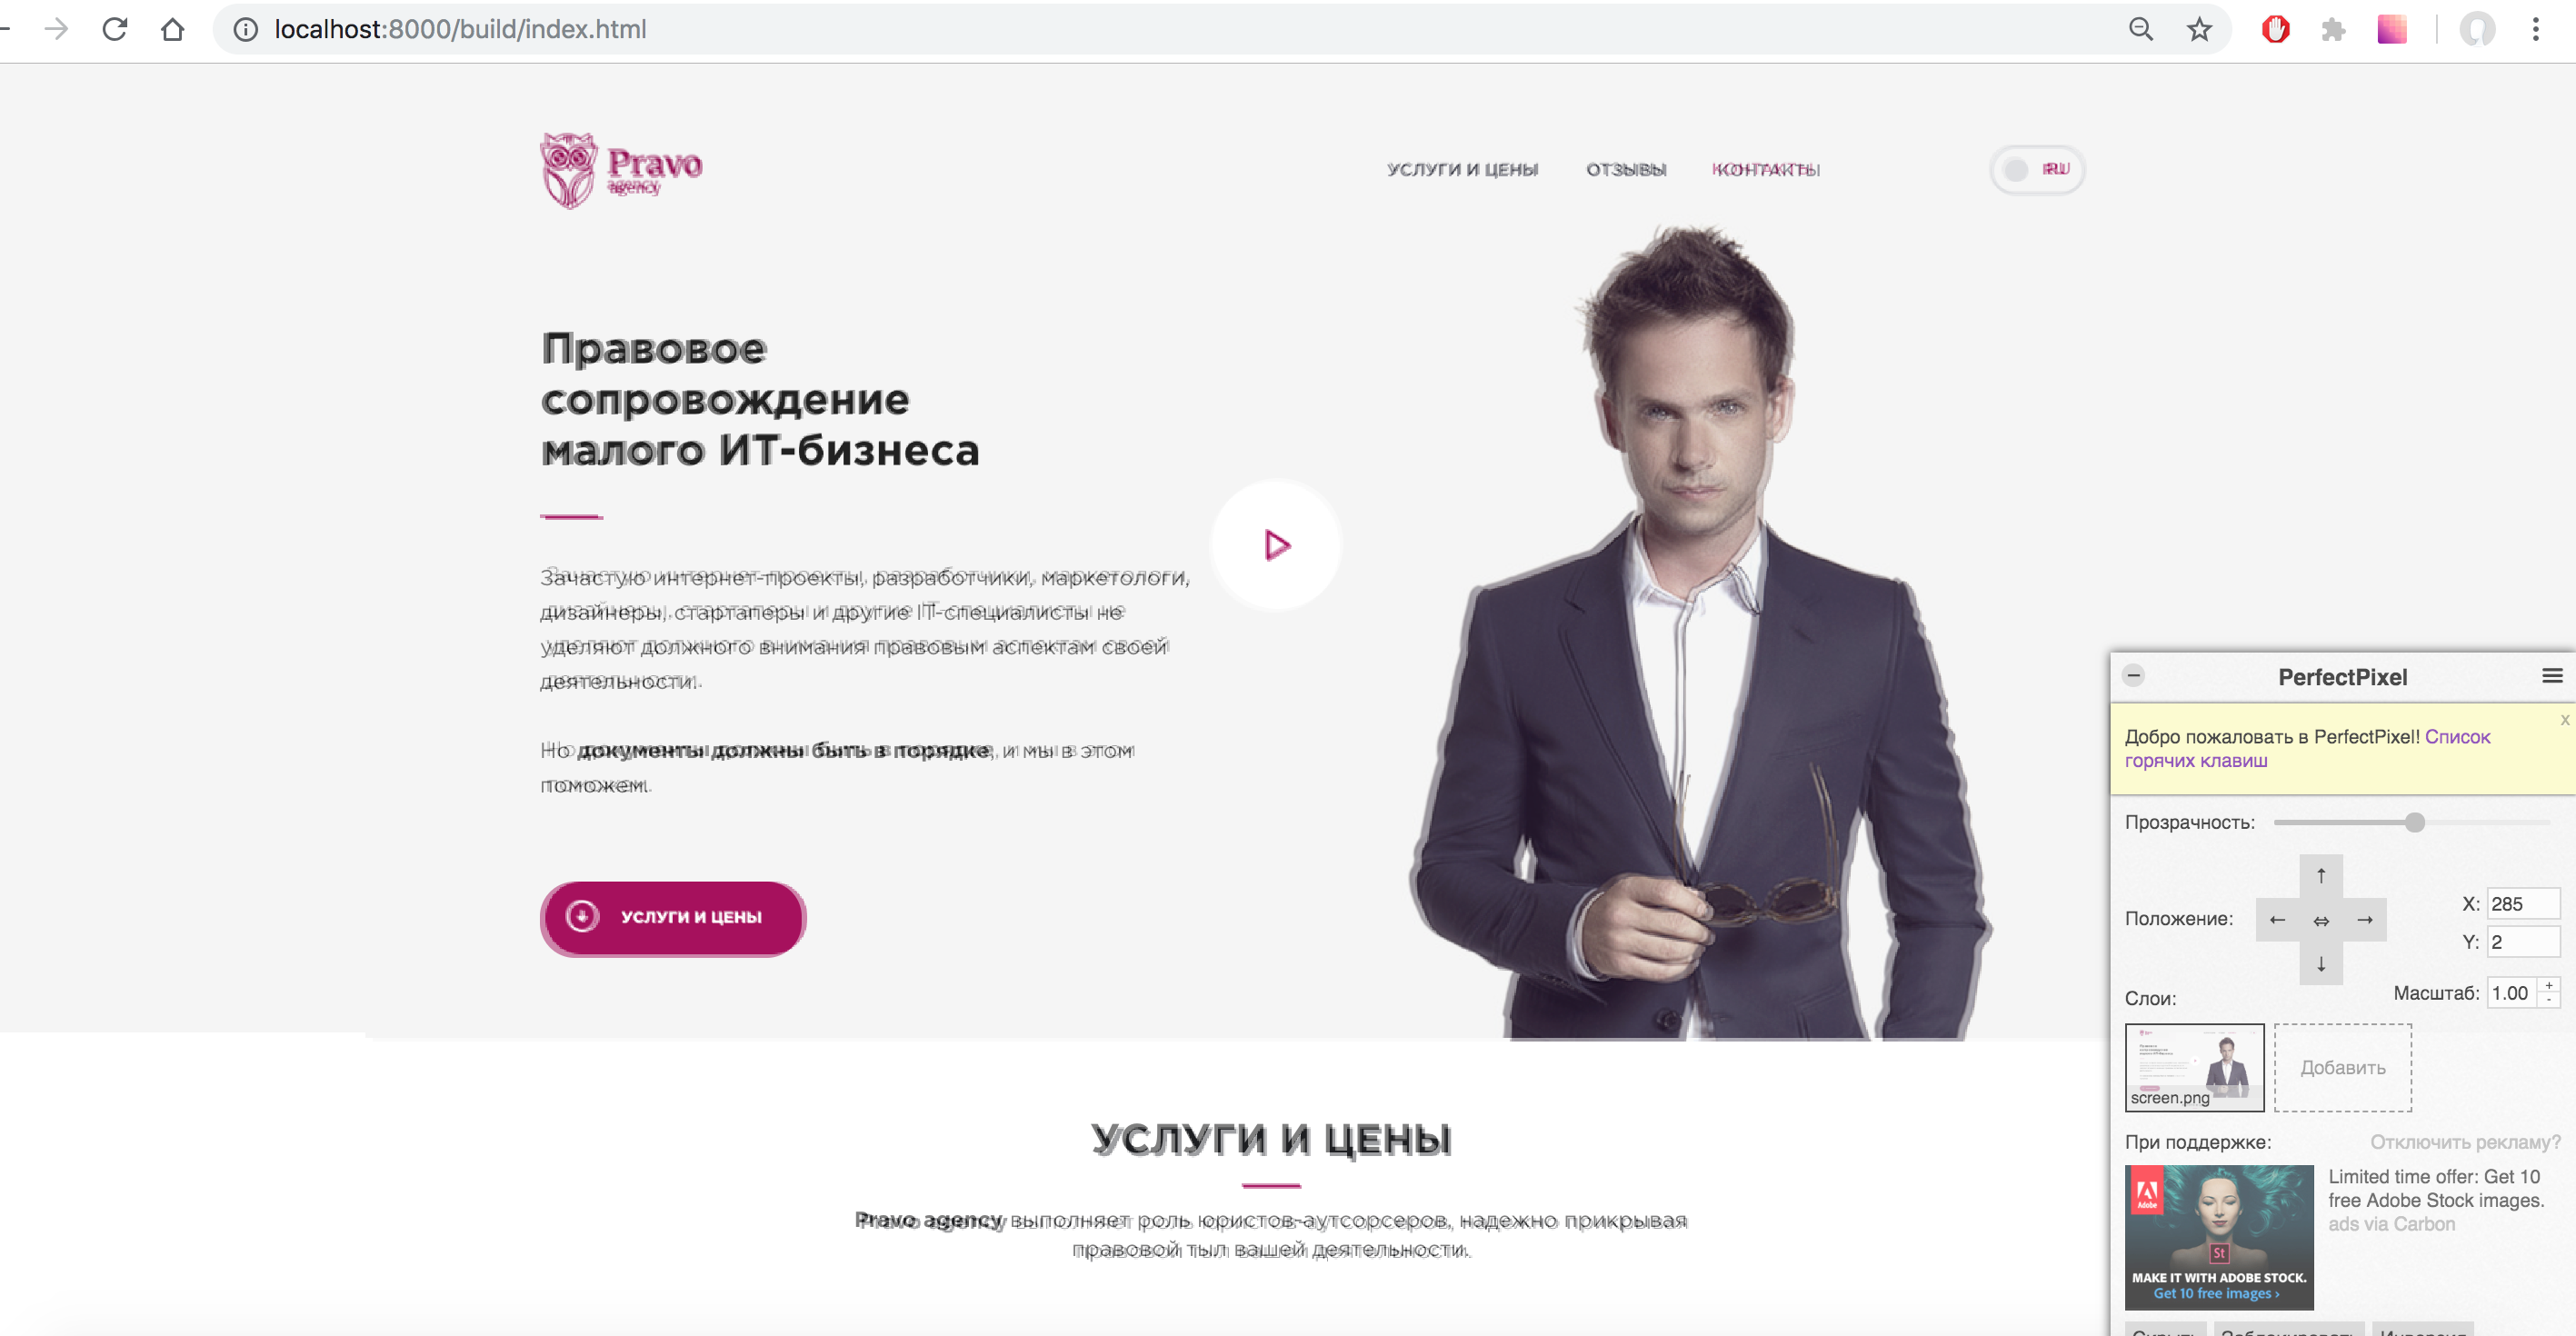 localhost:8000/build/index.html
Pravo
agency
УСЛУГИ И ЦЕНЫ ОТЗЫВЫ КОНТАКТЫ RU
Правовое
сопровождение
малого ИТ-бизнеса
Зачастую интернет-проекты, разработчики, маркетологи,
дизайнеры, стартаперы и другие IT-специалисты не
уделяют должного внимания правовым аспектам своей
деятельности.
Но документы должны быть в порядке, и мы в этом
поможем.
УСЛУГИ И ЦЕНЫ
УСЛУГИ И ЦЕНЫ
Pravo agency выполняет роль юристов-аутсорсеров, надежно прикрывая
правовой тыл вашей деятельности.
PerfectPixel
x
Добро пожаловать в PerfectPixel! Список
горячих клавиш
Прозрачность:
Положение:
X: 285
Y: 2
Масштаб: 1.00 + -
Слои:
screen.png
Добавить
При поддержке: Отключить рекламу?
Adobe
St
MAKE IT WITH ADOBE STOCK.
Get 10 free images ›
Limited time offer: Get 10
free Adobe Stock images.
ads via Carbon